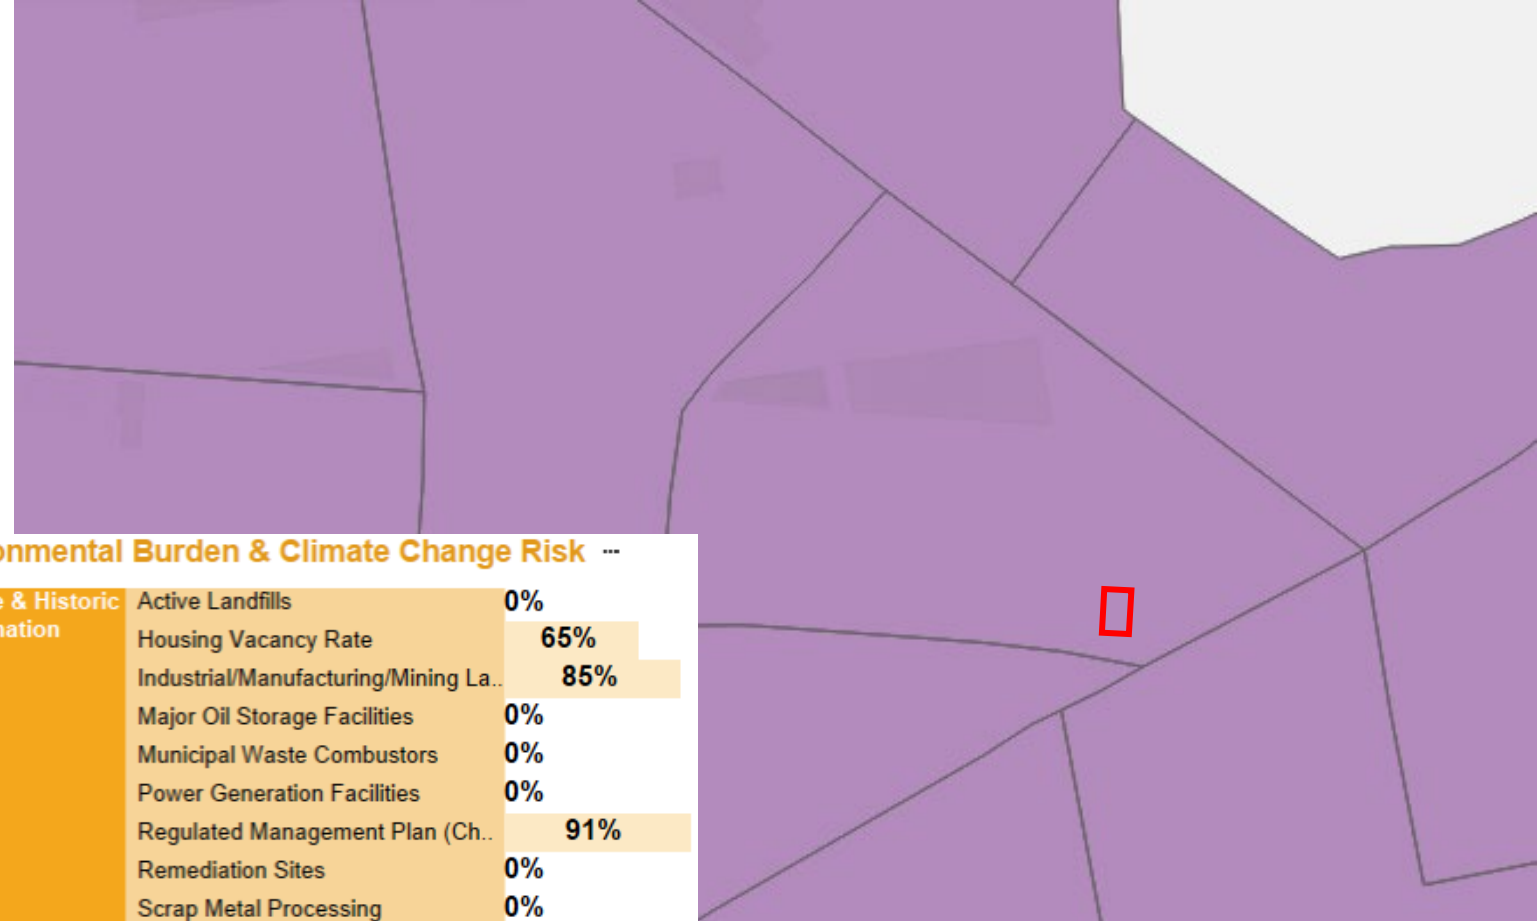 onmental Burden & Climate Change Risk ...
e & Historic
nation
Active Landfills 0%
Housing Vacancy Rate 65%
Industrial/Manufacturing/Mining La.. 85%
Major Oil Storage Facilities 0%
Municipal Waste Combustors 0%
Power Generation Facilities 0%
Regulated Management Plan (Ch.. 91%
Remediation Sites 0%
Scrap Metal Processing 0%